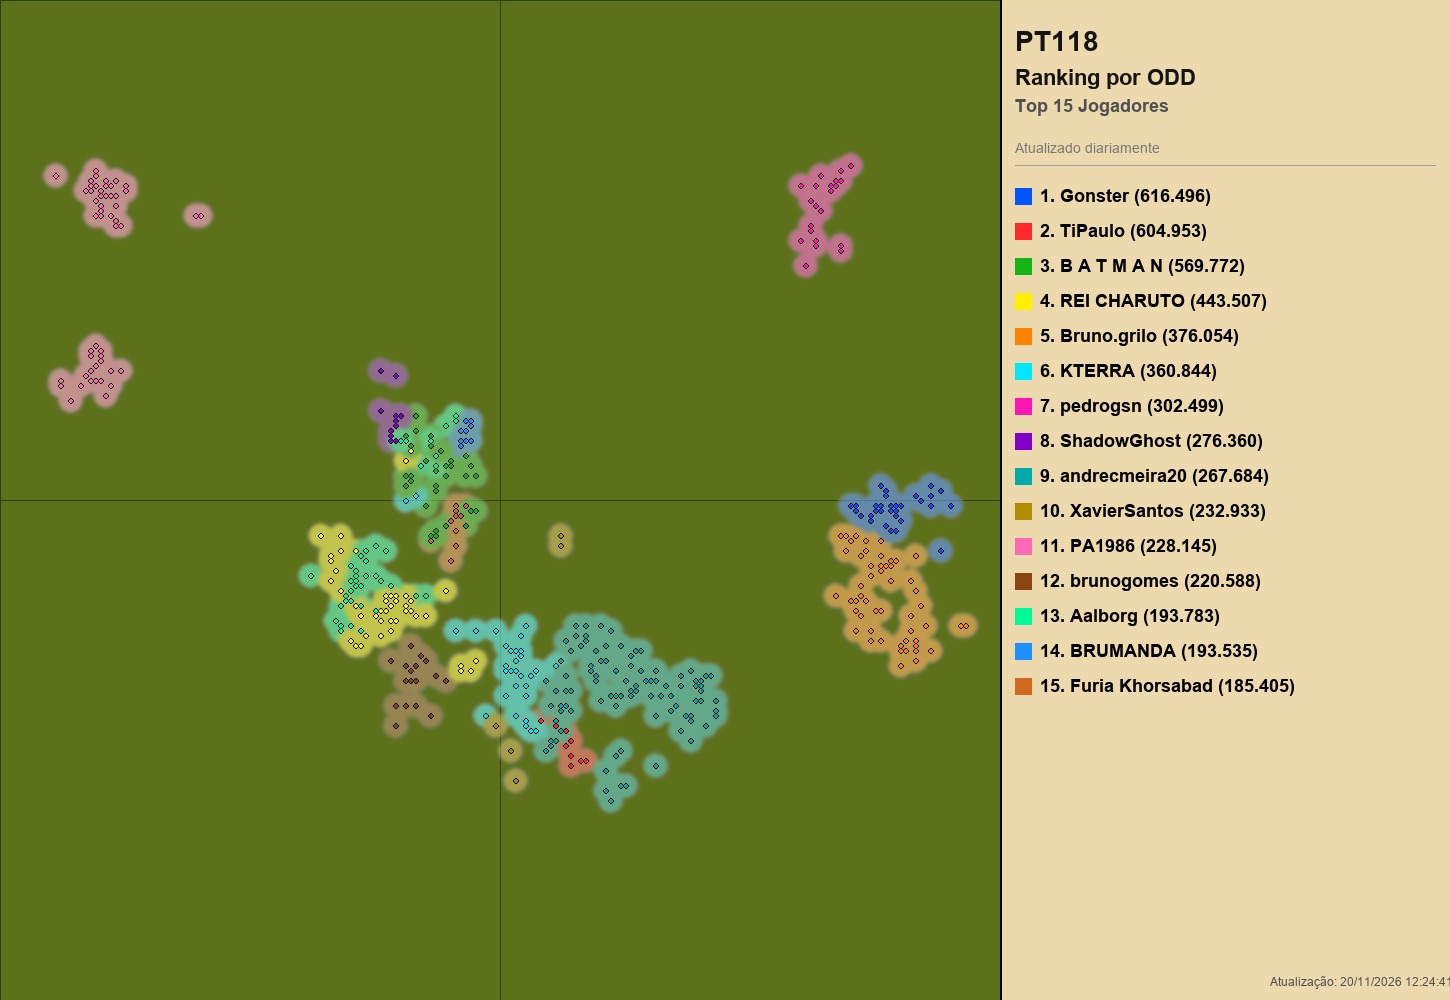 PT118
Ranking por ODD
Top 15 Jogadores
Atualizado diariamente
1. Gonster (616.496)
2. TiPaulo (604.953)
3. B A T M A N (569.772)
4. REI CHARUTO (443.507)
5. Bruno.grilo (376.054)
6. KTERRA (360.844)
7. pedrogsn (302.499)
8. ShadowGhost (276.360)
9. andrecmeira20 (267.684)
10. XavierSantos (232.933)
11. PA1986 (228.145)
12. brunogomes (220.588)
13. Aalborg (193.783)
14. BRUMANDA (193.535)
15. Furia Khorsabad (185.405)
Atualização: 20/11/2026 12:24:41